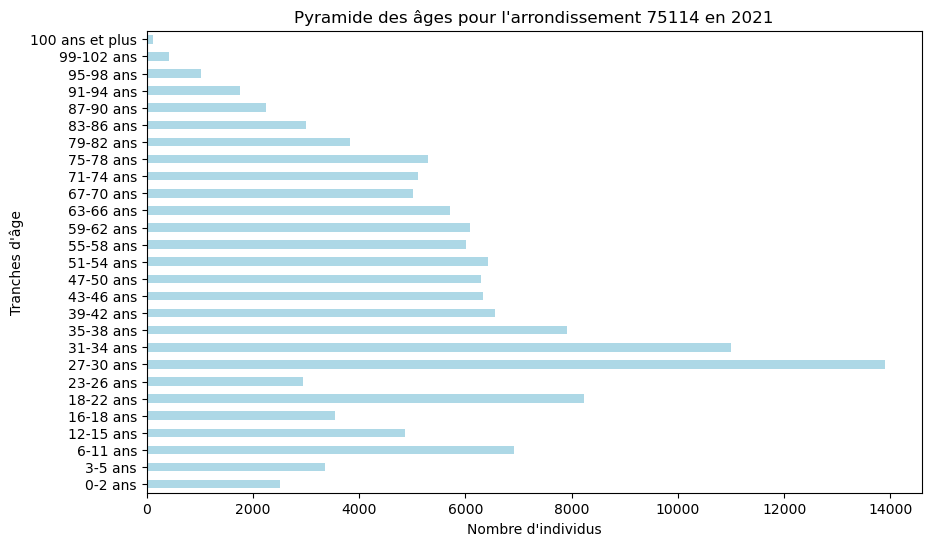 Pyramide des âges pour l'arrondissement 75114 en 2021
100 ans et plus
99-102 ans
95-98 ans
91-94 ans
87-90 ans
83-86 ans
79-82 ans
75-78 ans
71-74 ans
67-70 ans
63-66 ans
59-62 ans
55-58 ans
51-54 ans
47-50 ans
43-46 ans
39-42 ans
35-38 ans
31-34 ans
27-30 ans
23-26 ans
18-22 ans
16-18 ans
12-15 ans
6-11 ans
3-5 ans
0-2 ans
Tranches d'âge
0 2000 4000 6000 8000 10000 12000 14000
Nombre d'individus